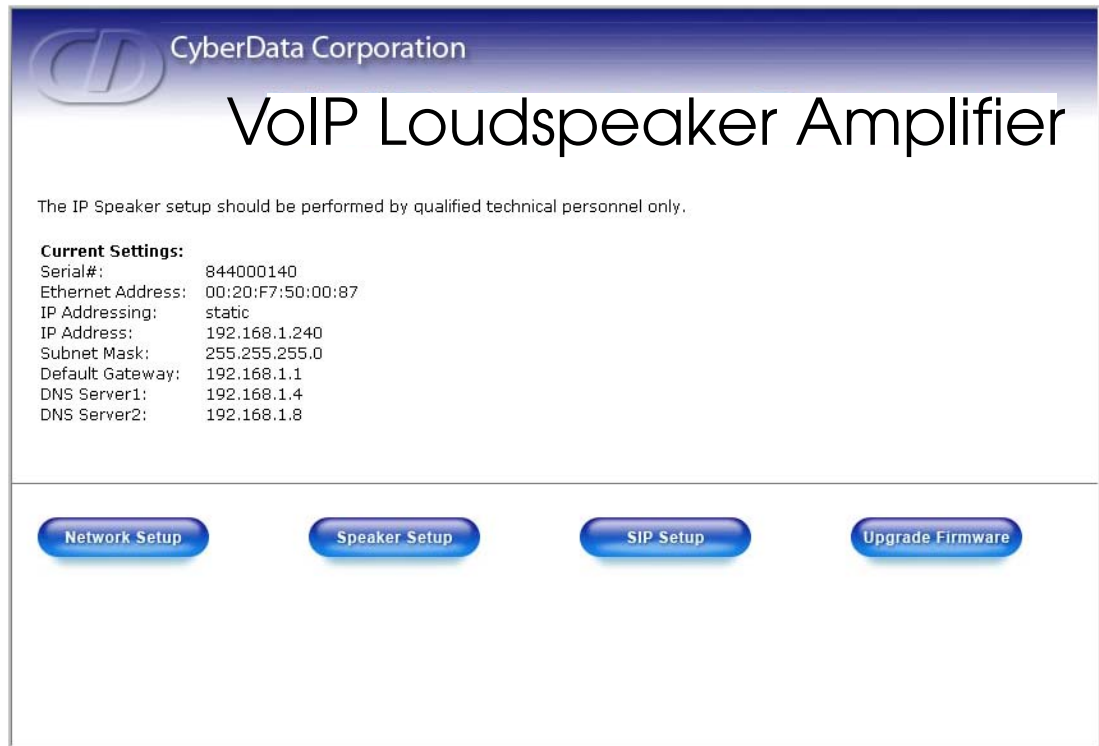 CD CyberData Corporation
VoIP Loudspeaker Amplifier
The IP Speaker setup should be performed by qualified technical personnel only.
Current Settings:
Serial#: 844000140
Ethernet Address: 00:20:F7:50:00:87
IP Addressing: static
IP Address: 192.168.1.240
Subnet Mask: 255.255.255.0
Default Gateway: 192.168.1.1
DNS Server1: 192.168.1.4
DNS Server2: 192.168.1.8
Network Setup Speaker Setup SIP Setup Upgrade Firmware